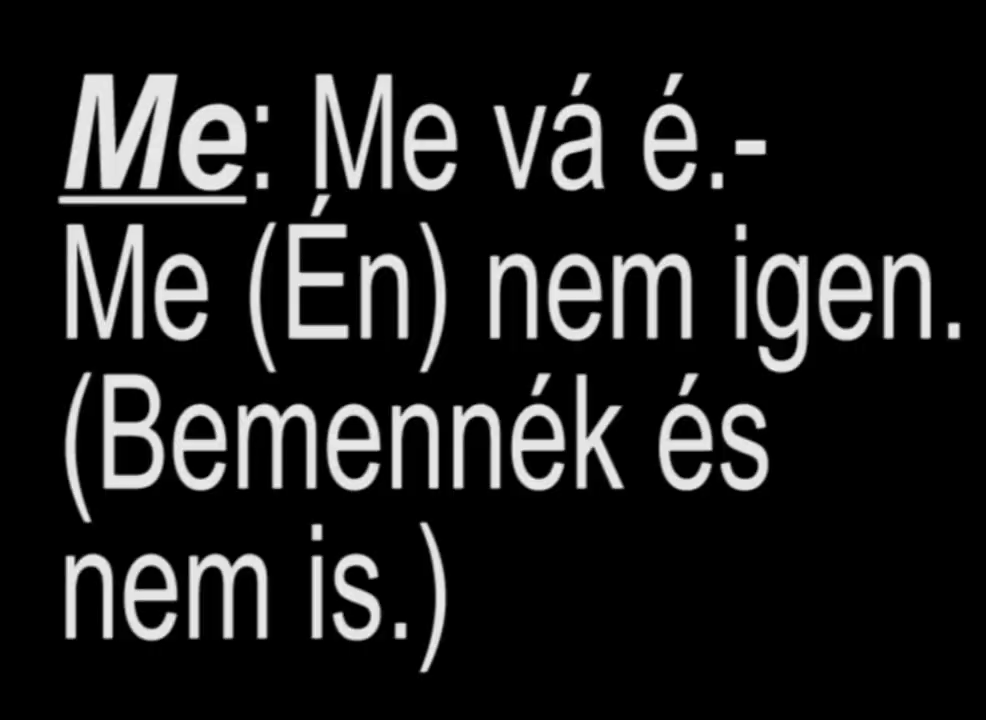 Me: Me vá é.-
Me (Én) nem igen.
(Bemennék és
nem is.)